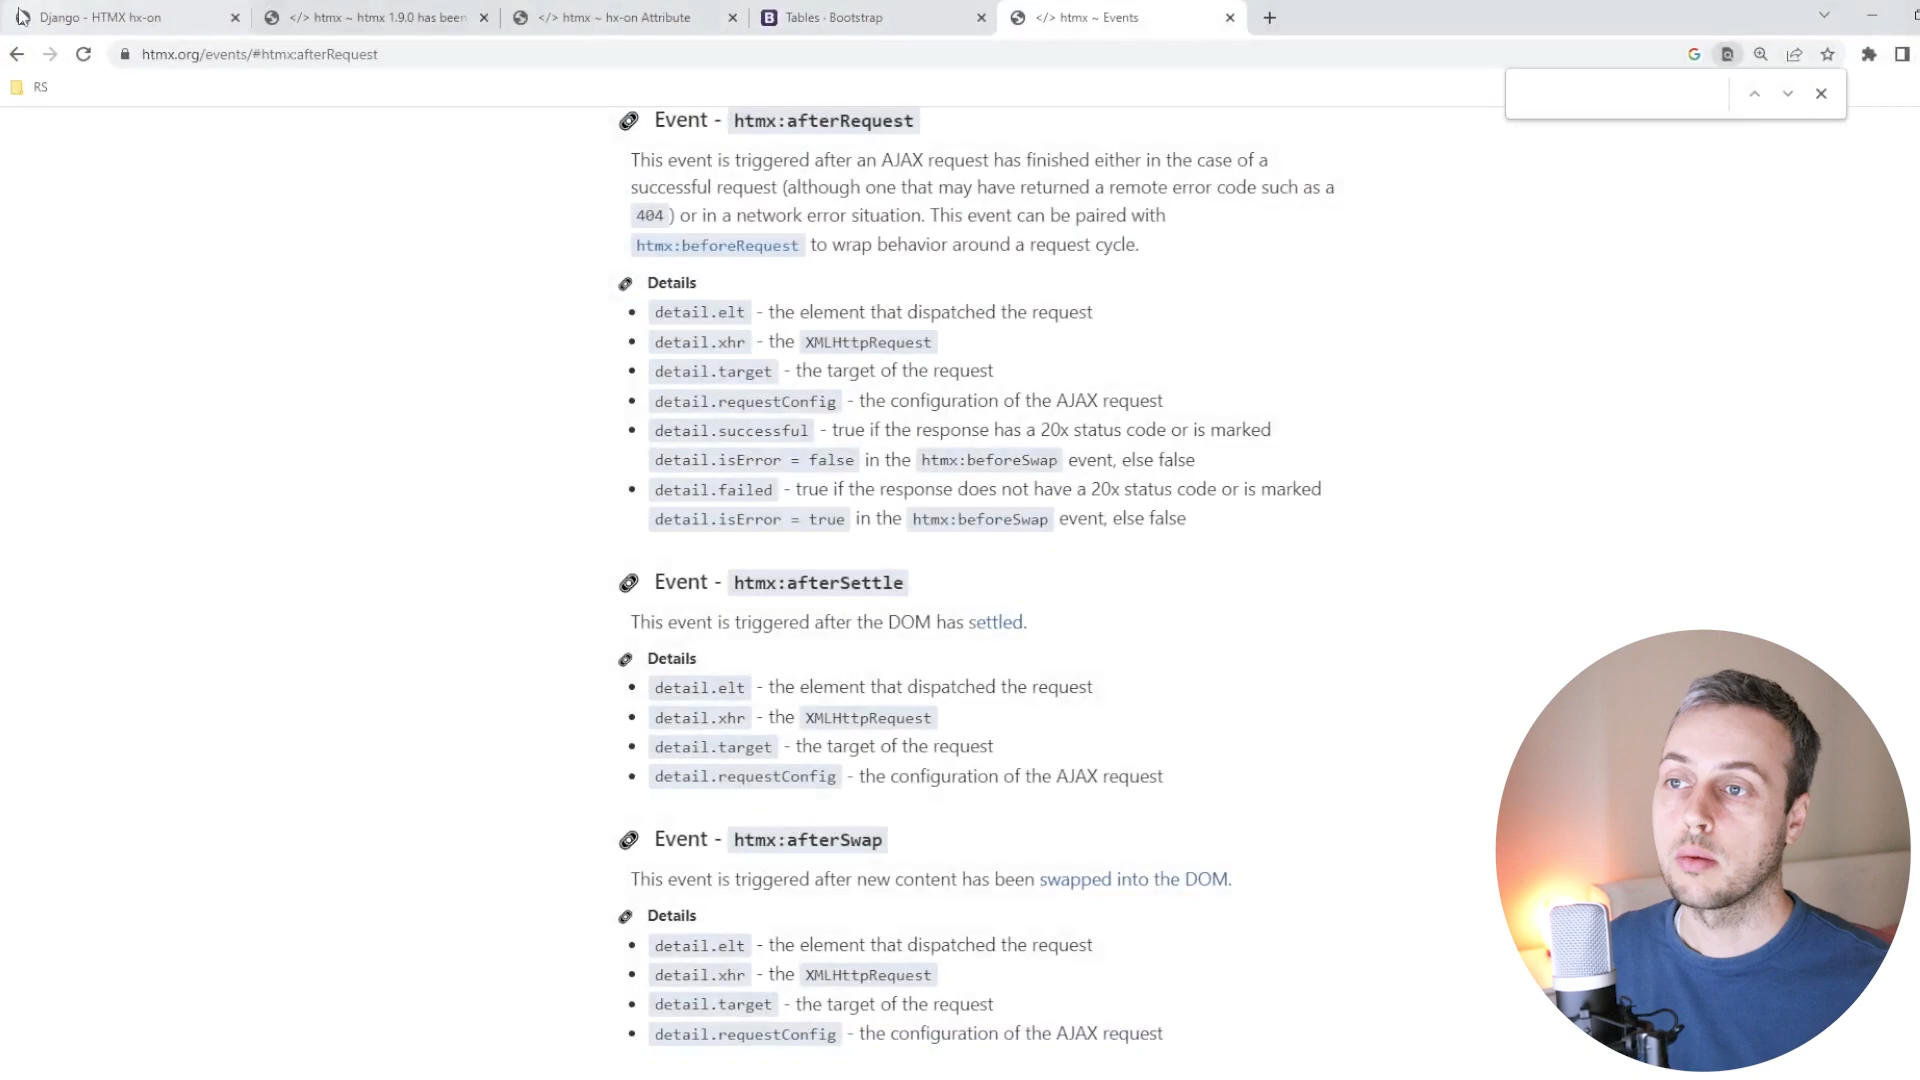 Django - HTMX hx-on
</> htmx ~ htmx 1.9.0 has been
</> htmx ~ hx-on Attribute
B Tables · Bootstrap
</> htmx ~ Events
htmx.org/events/#htmx:afterRequest
RS
Event - htmx:afterRequest
This event is triggered after an AJAX request has finished either in the case of a
successful request (although one that may have returned a remote error code such as a
404 ) or in a network error situation. This event can be paired with
htmx:beforeRequest to wrap behavior around a request cycle.
Details
• detail.elt - the element that dispatched the request
• detail.xhr - the XMLHttpRequest
• detail.target - the target of the request
• detail.requestConfig - the configuration of the AJAX request
• detail.successful - true if the response has a 20x status code or is marked
detail.isError = false in the htmx:beforeSwap event, else false
• detail.failed - true if the response does not have a 20x status code or is marked
detail.isError = true in the htmx:beforeSwap event, else false
Event - htmx:afterSettle
This event is triggered after the DOM has settled.
Details
• detail.elt - the element that dispatched the request
• detail.xhr - the XMLHttpRequest
• detail.target - the target of the request
• detail.requestConfig - the configuration of the AJAX request
Event - htmx:afterSwap
This event is triggered after new content has been swapped into the DOM.
Details
• detail.elt - the element that dispatched the request
• detail.xhr - the XMLHttpRequest
• detail.target - the target of the request
• detail.requestConfig - the configuration of the AJAX request